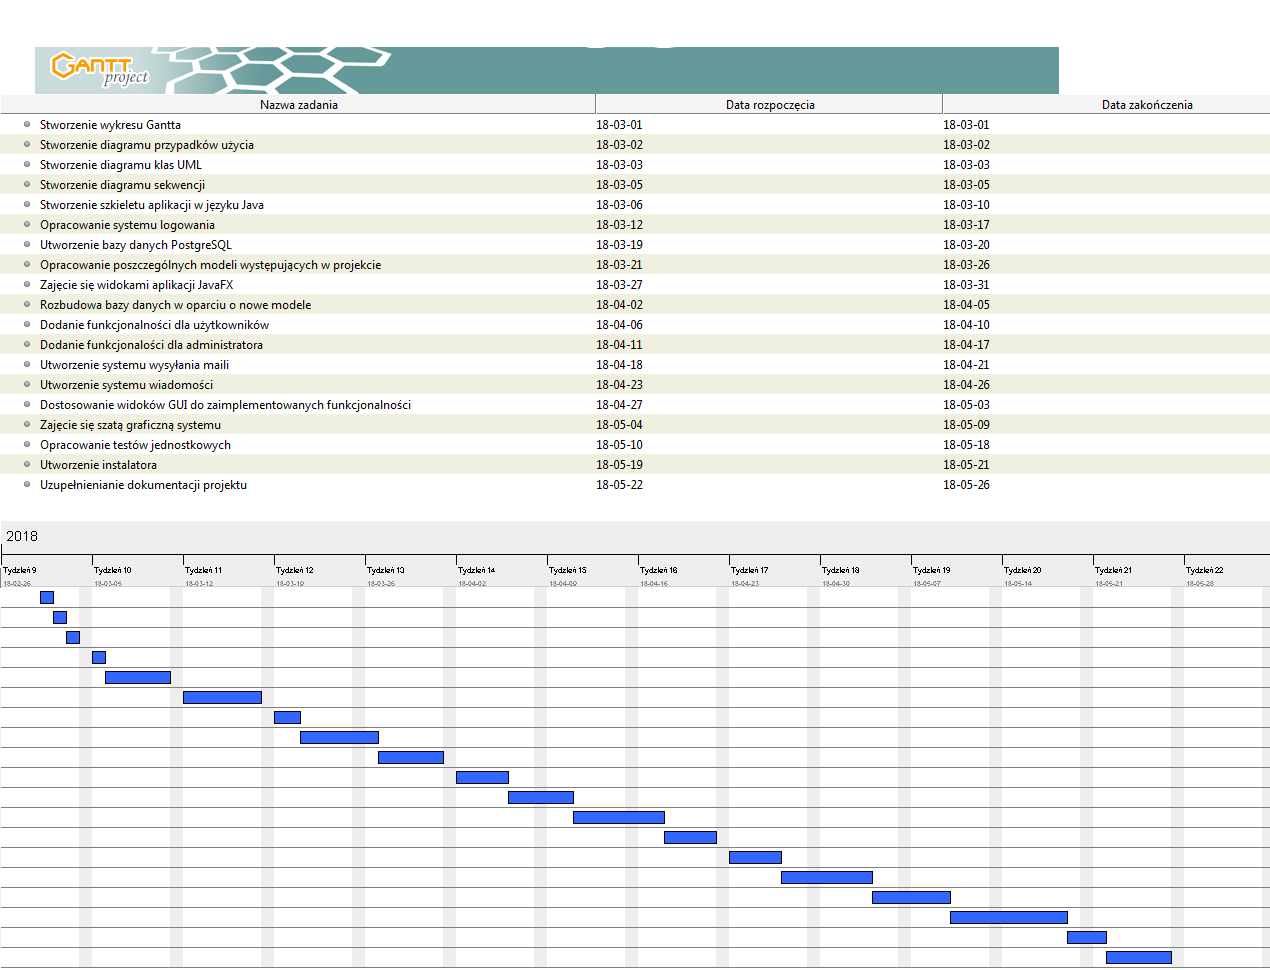 GANTT
project
Nazwa zadania Data rozpoczęcia Data zakończenia
Stworzenie wykresu Gantta 18-03-01 18-03-01
Stworzenie diagramu przypadków użycia 18-03-02 18-03-02
Stworzenie diagramu klas UML 18-03-03 18-03-03
Stworzenie diagramu sekwencji 18-03-05 18-03-05
Stworzenie szkieletu aplikacji w języku Java 18-03-06 18-03-10
Opracowanie systemu logowania 18-03-12 18-03-17
Utworzenie bazy danych PostgreSQL 18-03-19 18-03-20
Opracowanie poszczególnych modeli występujących w projekcie 18-03-21 18-03-26
Zajęcie się widokami aplikacji JavaFX 18-03-27 18-03-31
Rozbudowa bazy danych w oparciu o nowe modele 18-04-02 18-04-05
Dodanie funkcjonalności dla użytkowników 18-04-06 18-04-10
Dodanie funkcjonalości dla administratora 18-04-11 18-04-17
Utworzenie systemu wysyłania maili 18-04-18 18-04-21
Utworzenie systemu wiadomości 18-04-23 18-04-26
Dostosowanie widoków GUI do zaimplementowanych funkcjonalności 18-04-27 18-05-03
Zajęcie się szatą graficzną systemu 18-05-04 18-05-09
Opracowanie testów jednostkowych 18-05-10 18-05-18
Utworzenie instalatora 18-05-19 18-05-21
Uzupełnienianie dokumentacji projektu 18-05-22 18-05-26
2018
Tydzień 9 Tydzień 10 Tydzień 11 Tydzień 12 Tydzień 13 Tydzień 14 Tydzień 15 Tydzień 16 Tydzień 17 Tydzień 18 Tydzień 19 Tydzień 20 Tydzień 21 Tydzień 22
18-02-26 18-03-05 18-03-12 18-03-19 18-03-26 18-04-02 18-04-09 18-04-16 18-04-23 18-04-30 18-05-07 18-05-14 18-05-21 18-05-28